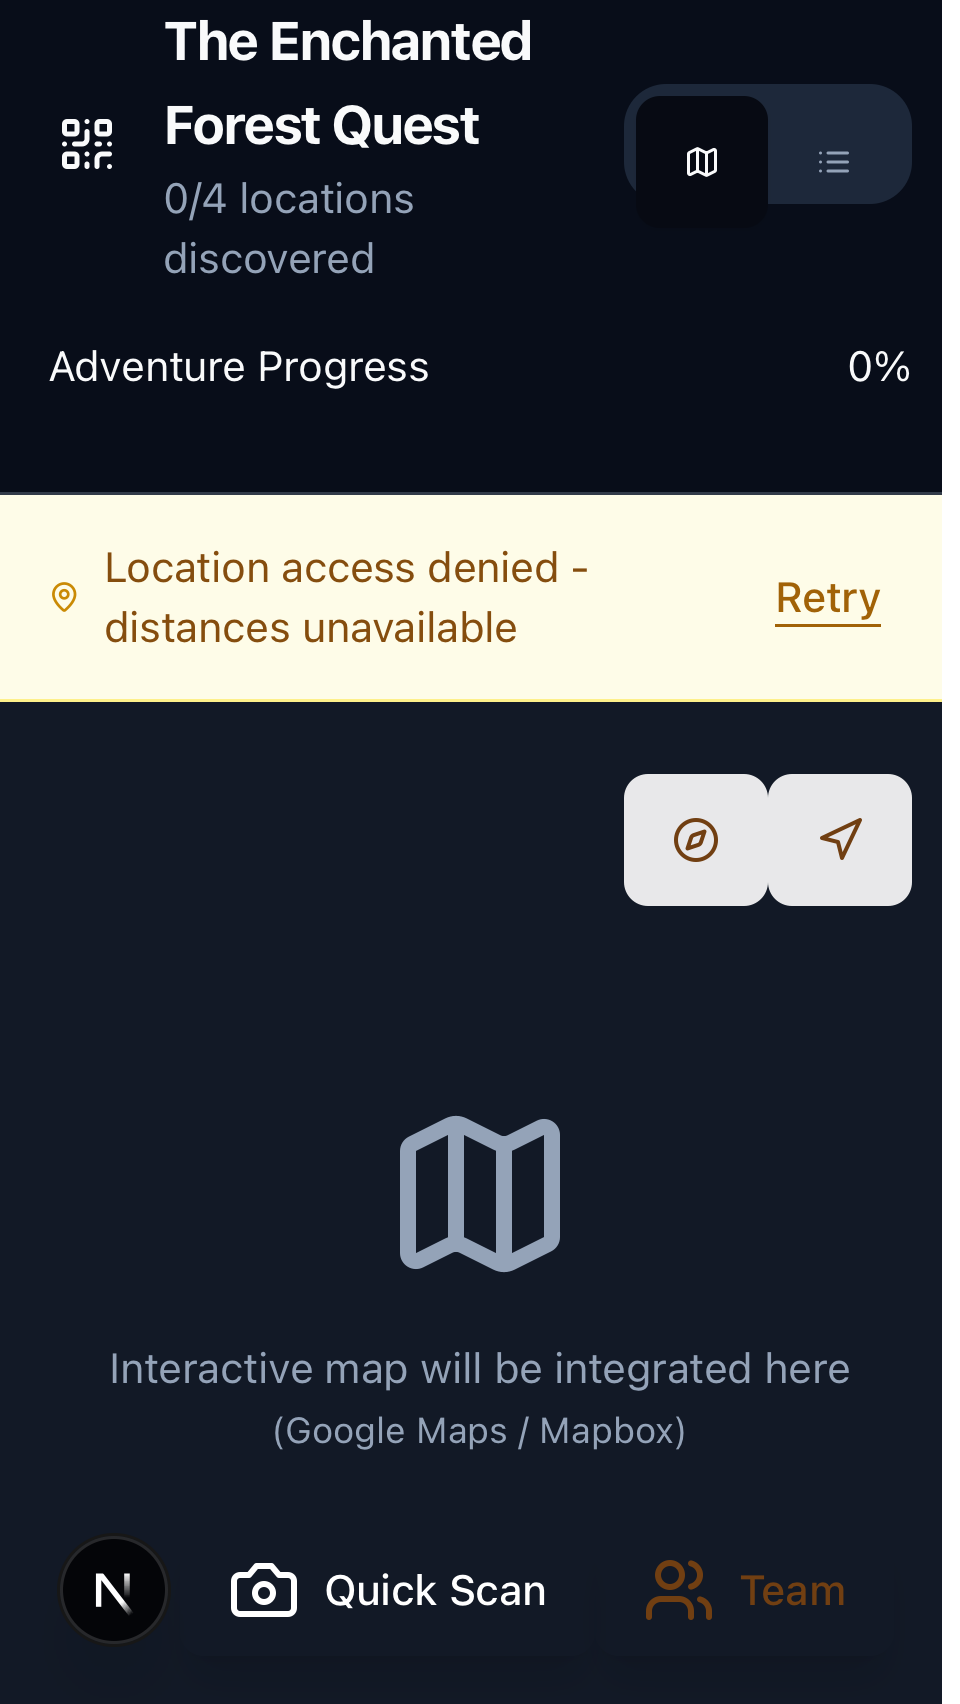 The Enchanted
Forest Quest
0/4 locations
discovered
Adventure Progress
0%
Location access denied -
distances unavailable
Retry
Interactive map will be integrated here
(Google Maps / Mapbox)
N
Quick Scan
Team